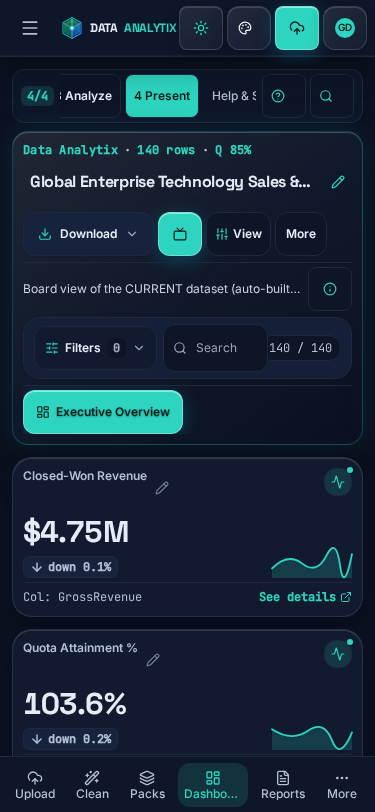 DATA ANALYTIX
GD
4/4
Analyze
4 Present
Help & S
Data Analytix · 140 rows · Q 85%
Global Enterprise Technology Sales &...
Download
View
More
Board view of the CURRENT dataset (auto-built...
Filters 0
Search
140 / 140
Executive Overview
Closed-Won Revenue
$4.75M
↓ down 0.1%
Col: GrossRevenue
See details
Quota Attainment %
103.6%
↓ down 0.2%
Upload
Clean
Packs
Dashbo...
Reports
More